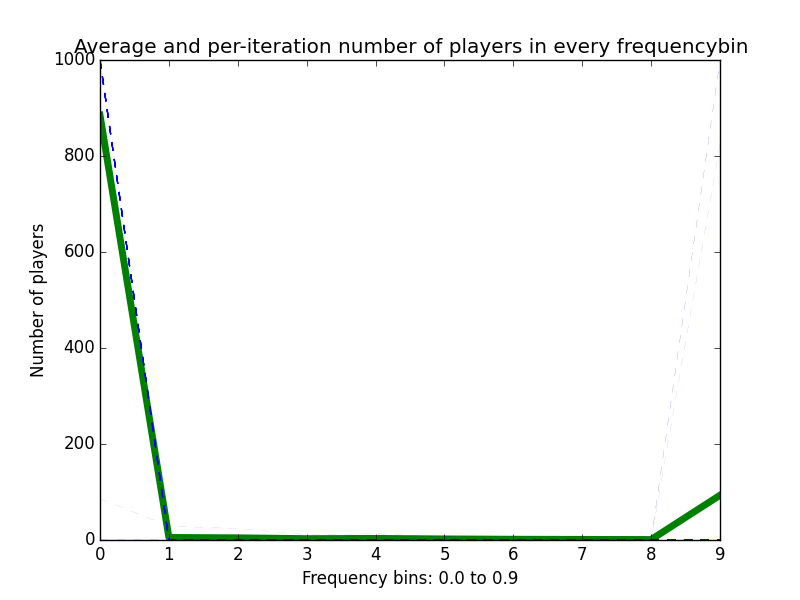 Average and per-iteration number of players in every frequencybin
1000
800
600
400
200
0
Number of players
0 1 2 3 4 5 6 7 8 9
Frequency bins: 0.0 to 0.9